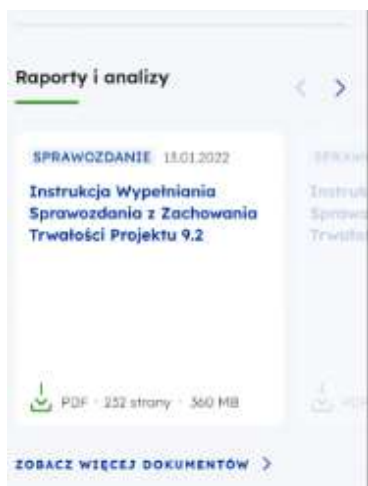 Raporty i analizy
SPRAWOZDANIE 13.01.2022
Instrukcja Wypełniania
Sprawozdania z Zachowania
Trwałości Projektu 9.2
PDF · 232 strony · 360 MB
ZOBACZ WIĘCEJ DOKUMENTÓW